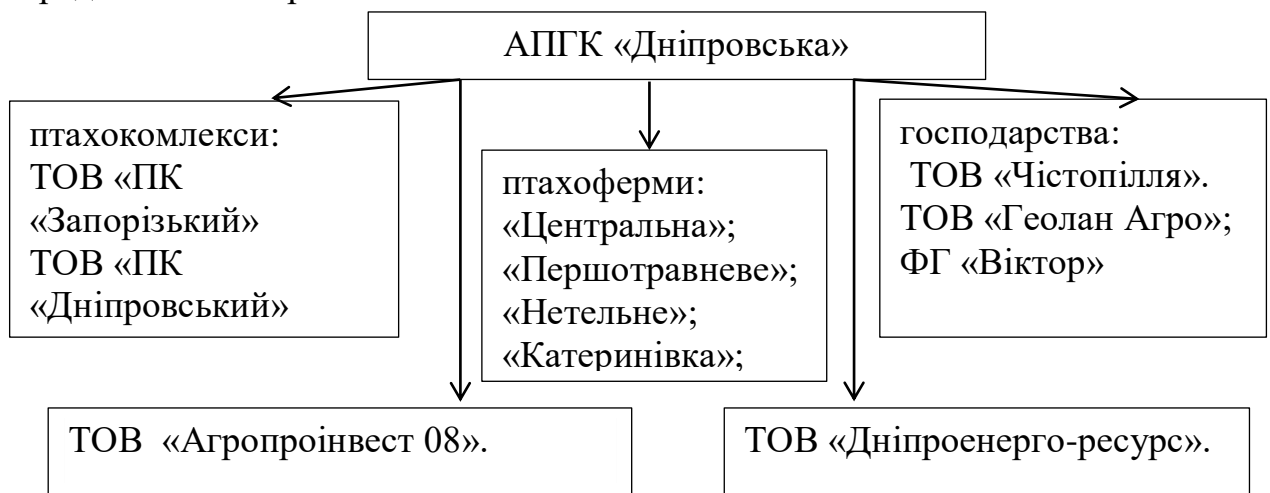 АПГК «Дніпровська»
птахокомлекси:
ТОВ «ПК
«Запорізький»
ТОВ «ПК
«Дніпровський»
птахоферми:
«Центральна»;
«Першотравневе»;
«Нетельне»;
«Катеринівка»;
господарства:
ТОВ «Чістопілля».
ТОВ «Геолан Агро»;
ФГ «Віктор»
ТОВ «Агропроінвест 08».
ТОВ «Дніпроенерго-ресурс».